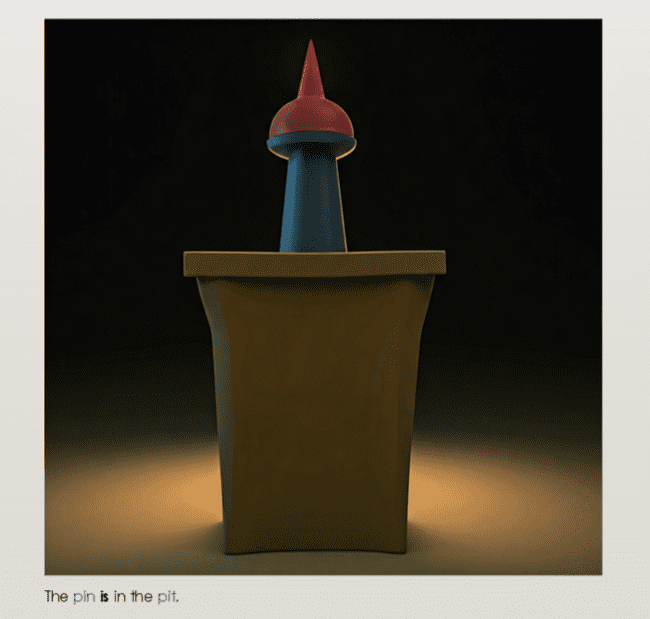 The pin is in the pit.